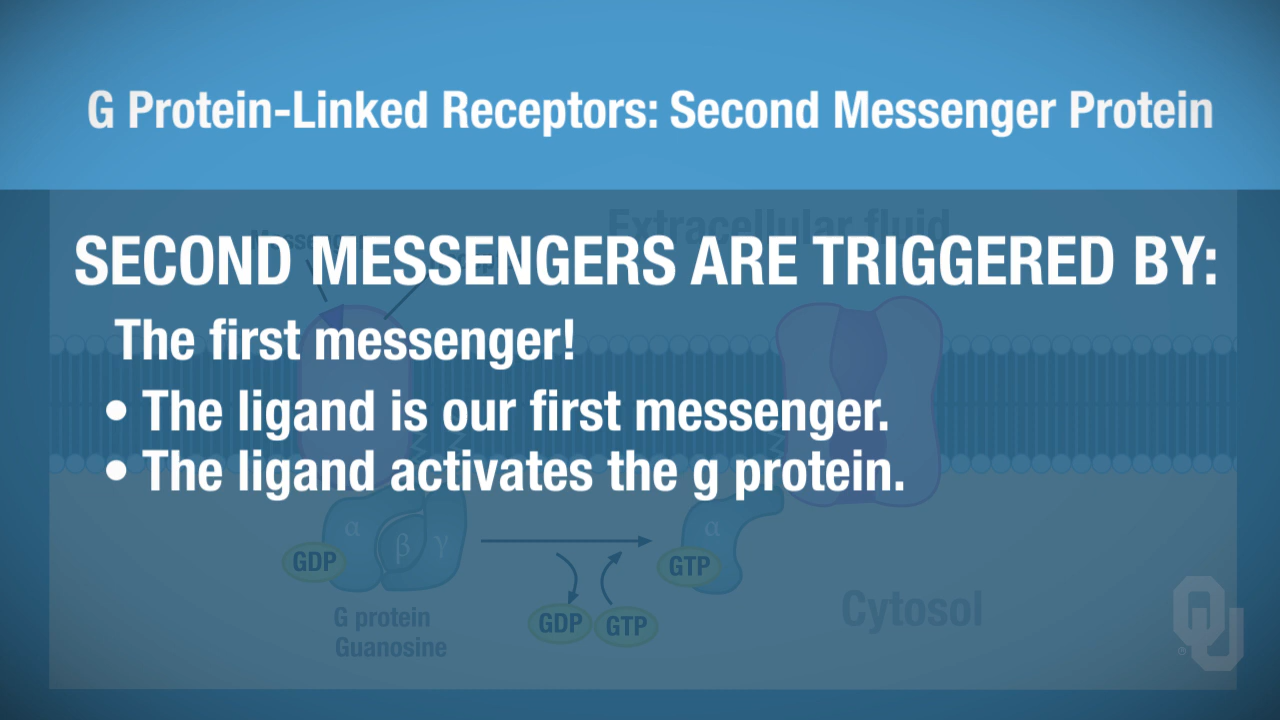 G Protein-Linked Receptors: Second Messenger Protein
Extracellular fluid
SECOND MESSENGERS ARE TRIGGERED BY:
The first messenger!
• The ligand is our first messenger.
• The ligand activates the g protein.
α
β
γ
α
GDP
GTP
GDP
GTP
G protein
Guanosine
Cytosol
OU
®